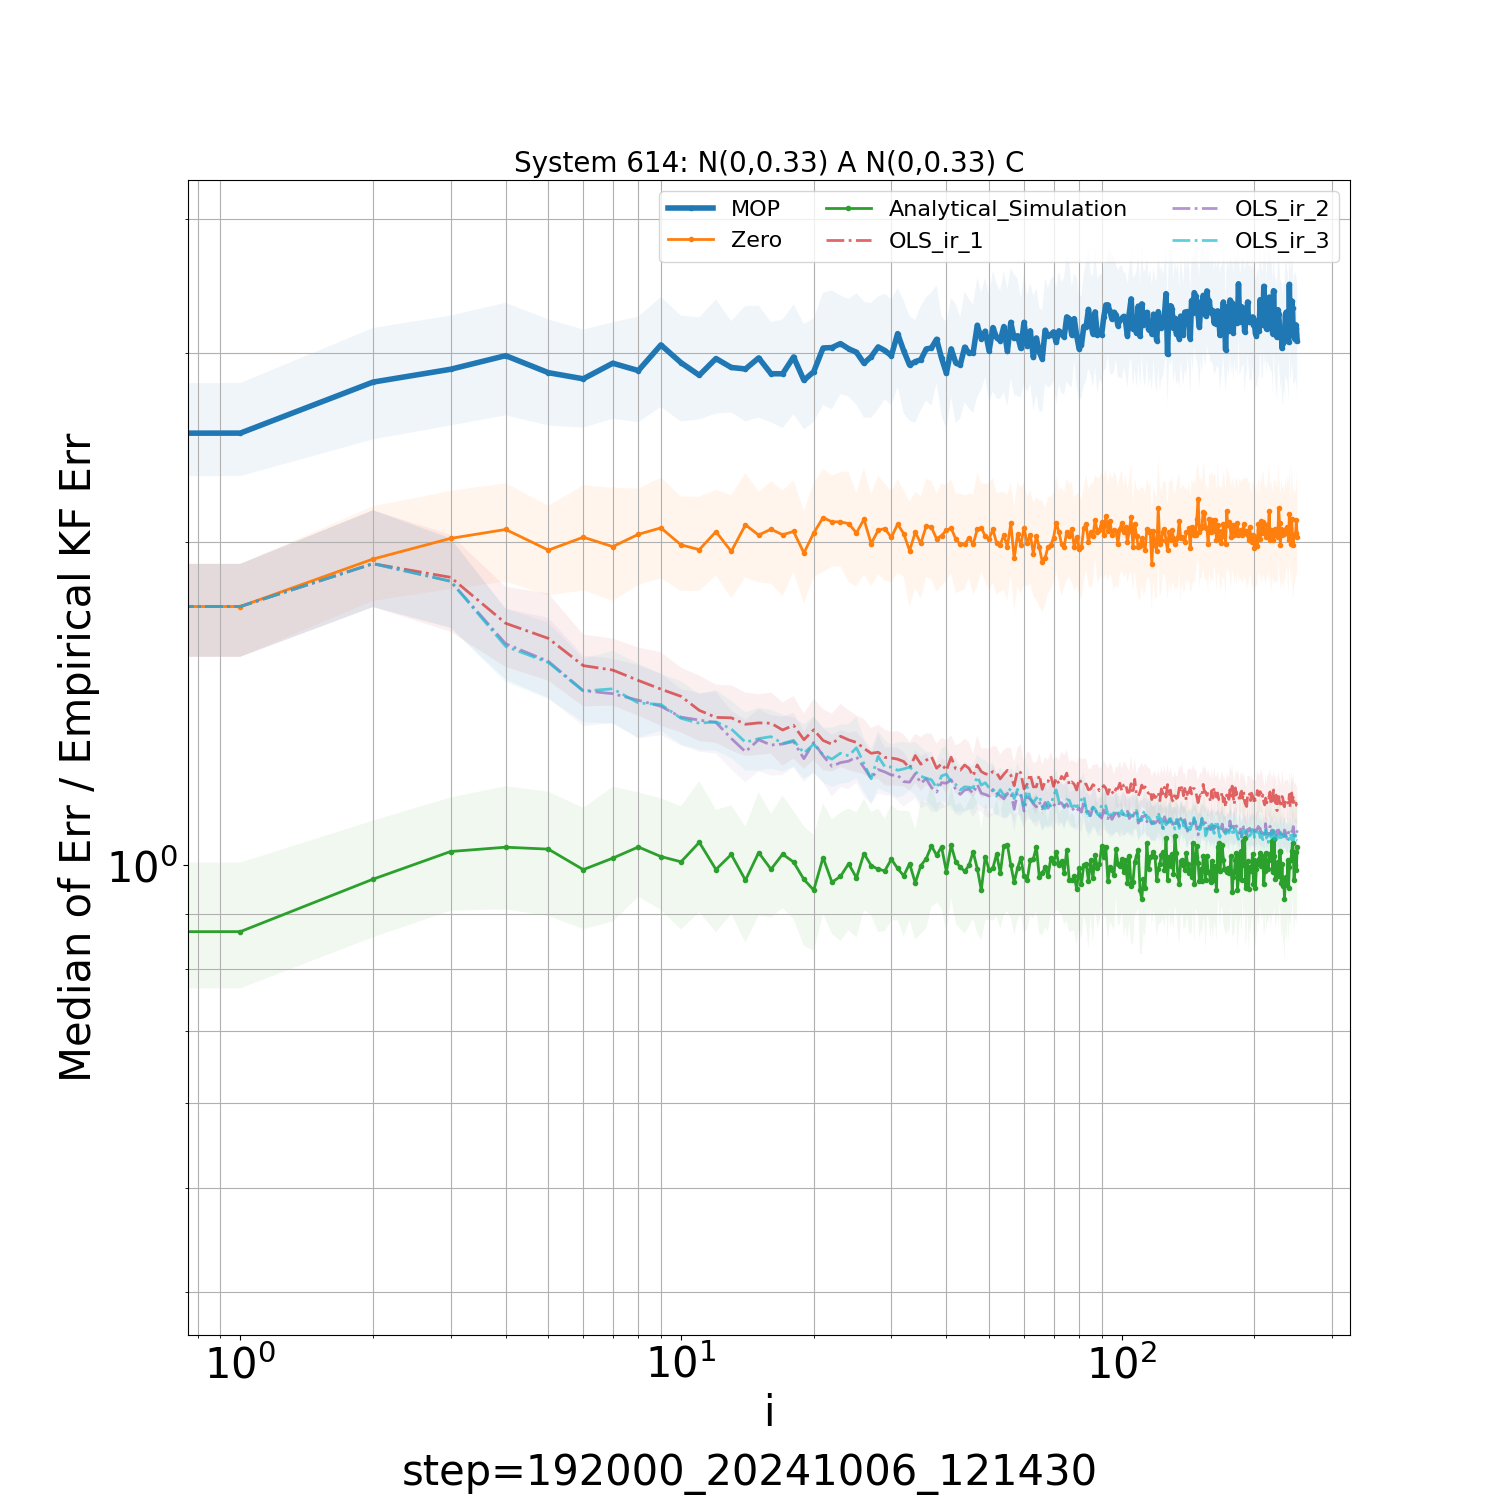 System 614: N(0,0.33) A N(0,0.33) C
MOP
Zero
Analytical_Simulation
OLS_ir_1
OLS_ir_2
OLS_ir_3
Median of Err / Empirical KF Err
10⁰
10⁰
10¹
10²
i
step=192000_20241006_121430